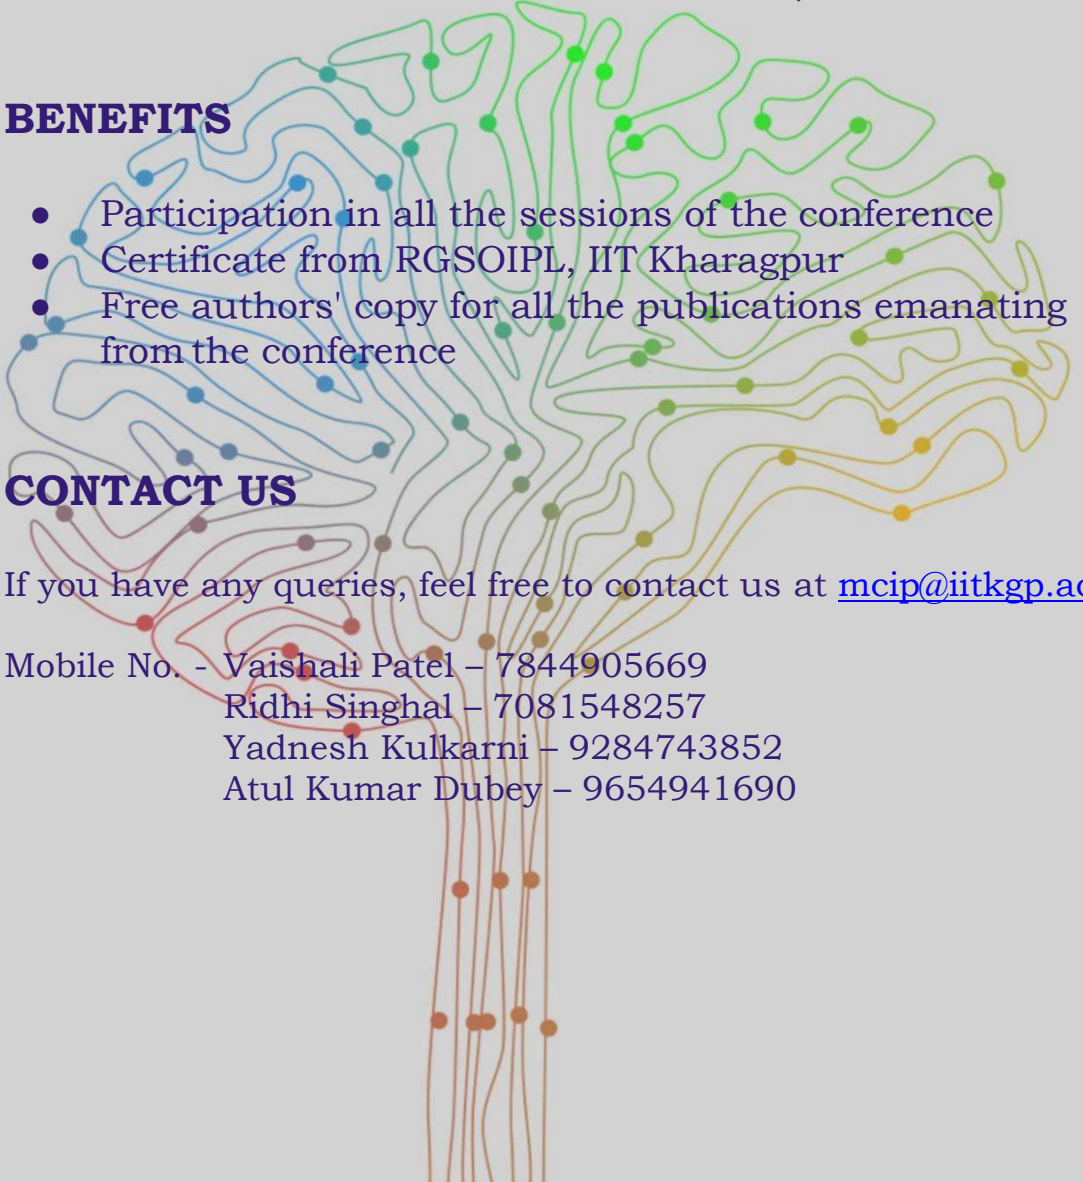 BENEFITS
● Participation in all the sessions of the conference
● Certificate from RGSOIPL, IIT Kharagpur
● Free authors' copy for all the publications emanating
from the conference
CONTACT US
If you have any queries, feel free to contact us at mcip@iitkgp.ac
Mobile No. - Vaishali Patel – 7844905669
Ridhi Singhal – 7081548257
Yadnesh Kulkarni – 9284743852
Atul Kumar Dubey – 9654941690